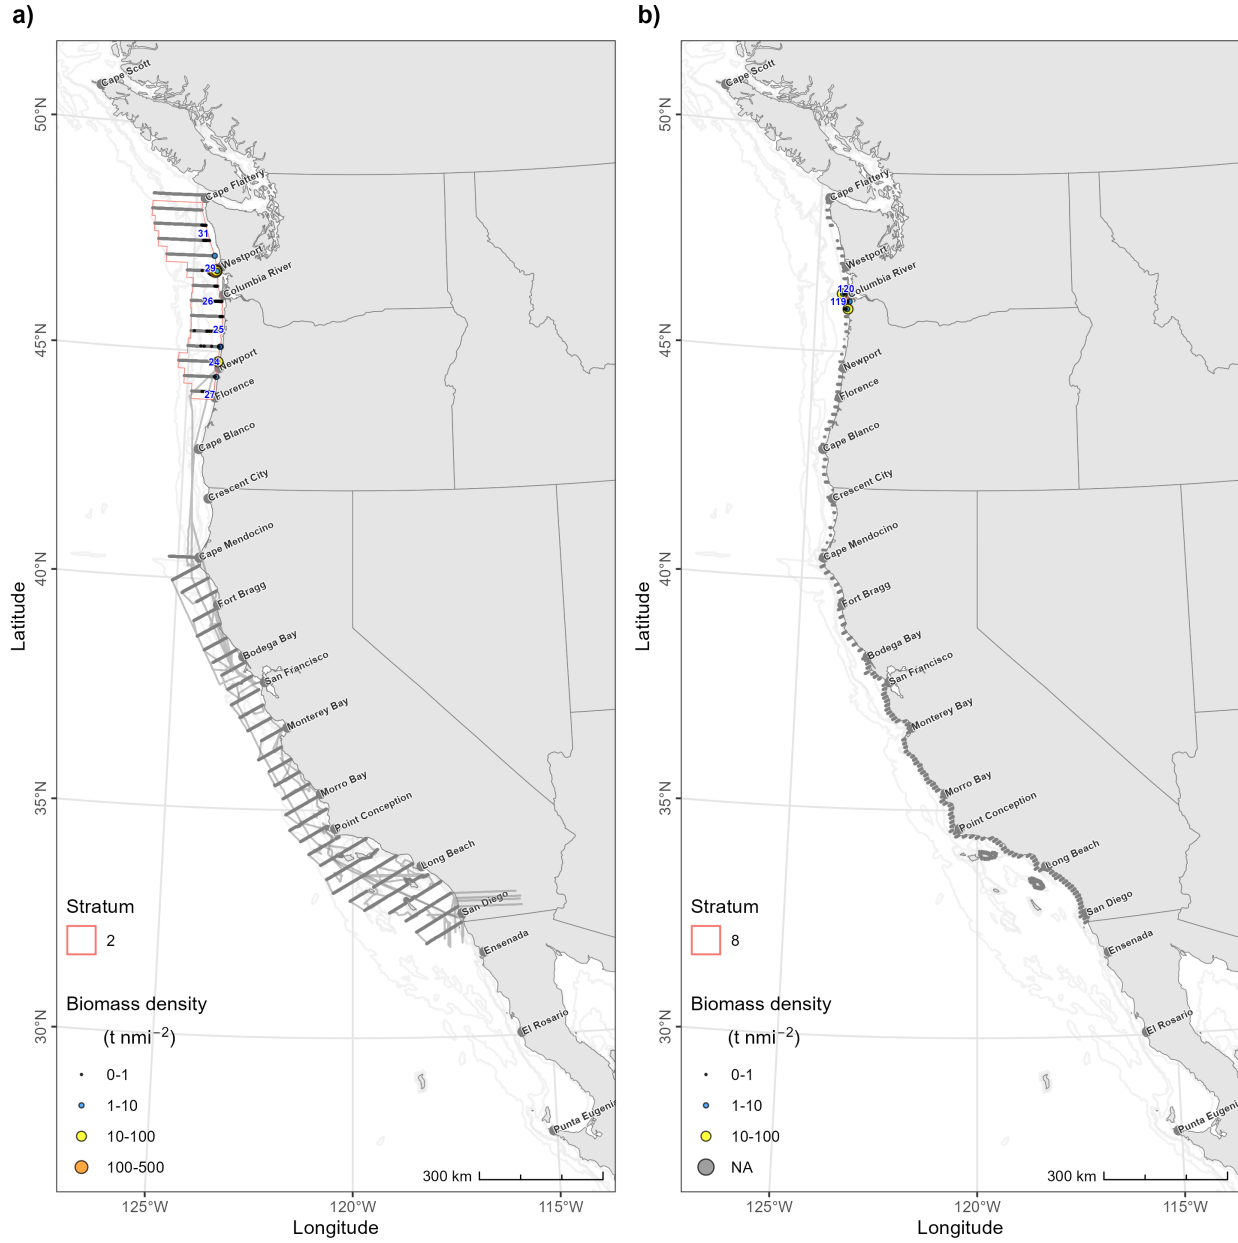 a)
Cape Scott
50°N
Cape Flattery
31
Westport
29
Columbia River
26
25
45°N
24
Newport
27
Florence
Cape Blanco
Crescent City
Cape Mendocino
40°N
Fort Bragg
Bodega Bay
San Francisco
Monterey Bay
Morro Bay
35°N
Point Conception
Long Beach
San Diego
Ensenada
El Rosario
30°N
Punta Eugeni
Latitude
Stratum
2
Biomass density
(t nmi−2)
0-1
1-10
10-100
100-500
300 km
125°W
120°W
115°W
Longitude
b)
Cape Scott
50°N
Cape Flattery
Westport
Columbia River
120
119
45°N
Newport
Florence
Cape Blanco
Crescent City
Cape Mendocino
40°N
Fort Bragg
Bodega Bay
San Francisco
Monterey Bay
Morro Bay
35°N
Point Conception
Long Beach
San Diego
Ensenada
El Rosario
30°N
Punta Eugeni
Latitude
Stratum
8
Biomass density
(t nmi−2)
0-1
1-10
10-100
NA
300 km
125°W
120°W
115°W
Longitude